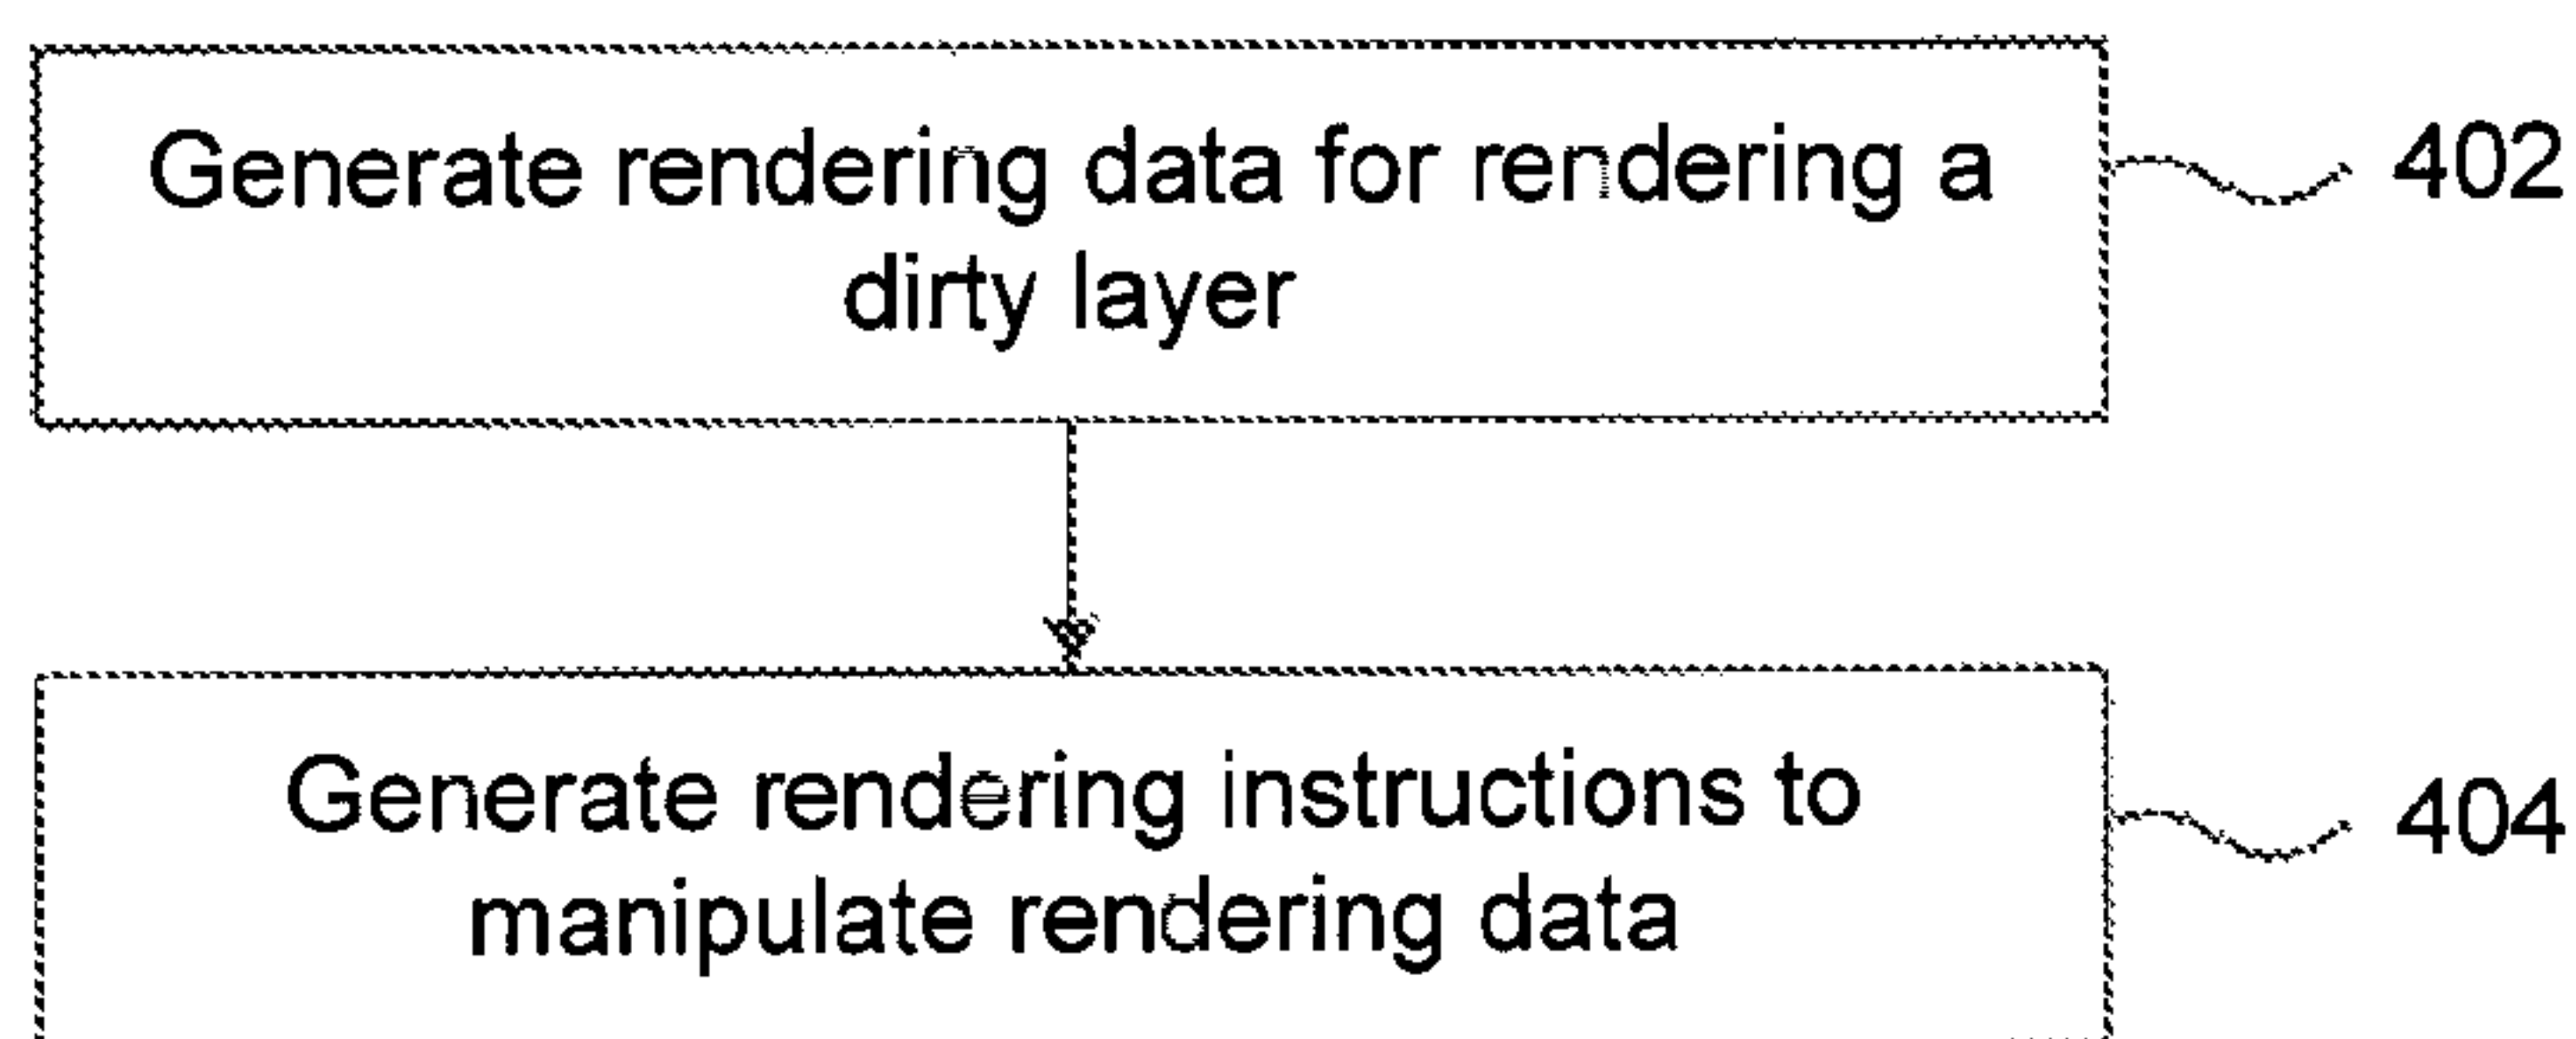 Generate rendering data for rendering a
dirty layer
402
Generate rendering instructions to
manipulate rendering data
404